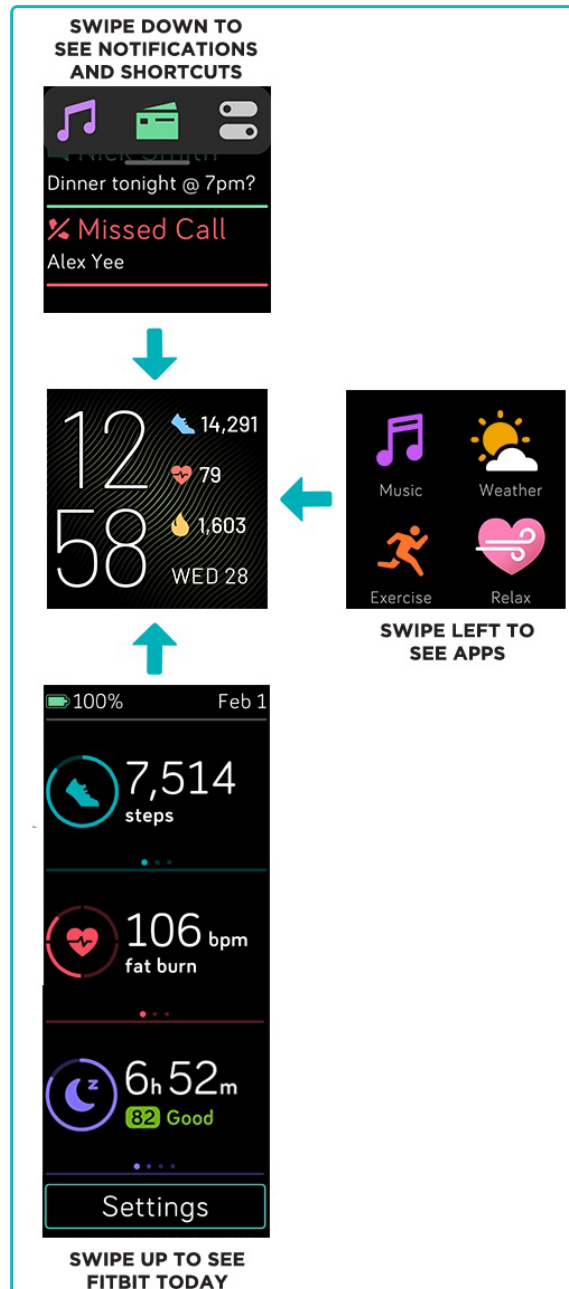 SWIPE DOWN TO
SEE NOTIFICATIONS
AND SHORTCUTS
Nick Smith
Dinner tonight @ 7pm?
Missed Call
Alex Yee
12
58
14,291
79
1,603
WED 28
Music
Weather
Exercise
Relax
SWIPE LEFT TO
SEE APPS
100%
Feb 1
7,514
steps
106 bpm
fat burn
6h 52m
82 Good
Settings
SWIPE UP TO SEE
FITBIT TODAY